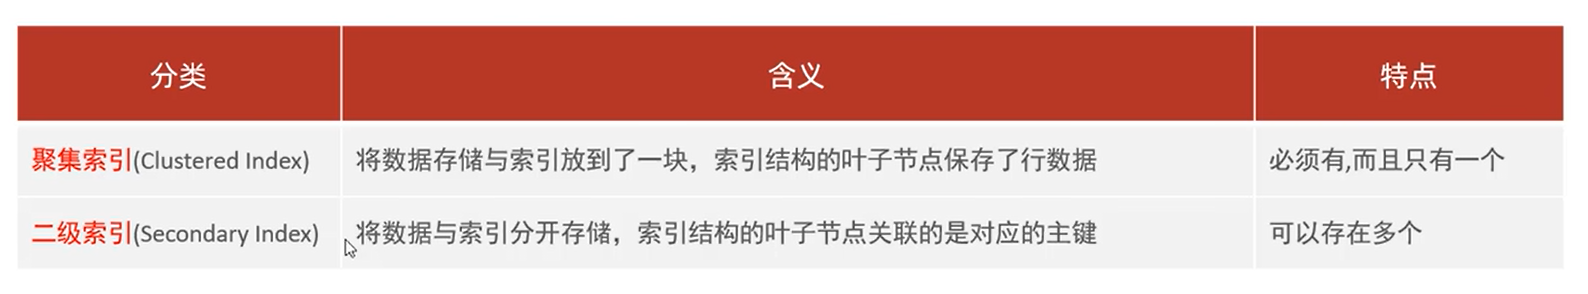 分类 含义 特点
聚集索引(Clustered Index) 将数据存储与索引放到了一块，索引结构的叶子节点保存了行数据 必须有,而且只有一个
二级索引(Secondary Index) 将数据与索引分开存储，索引结构的叶子节点关联的是对应的主键 可以存在多个